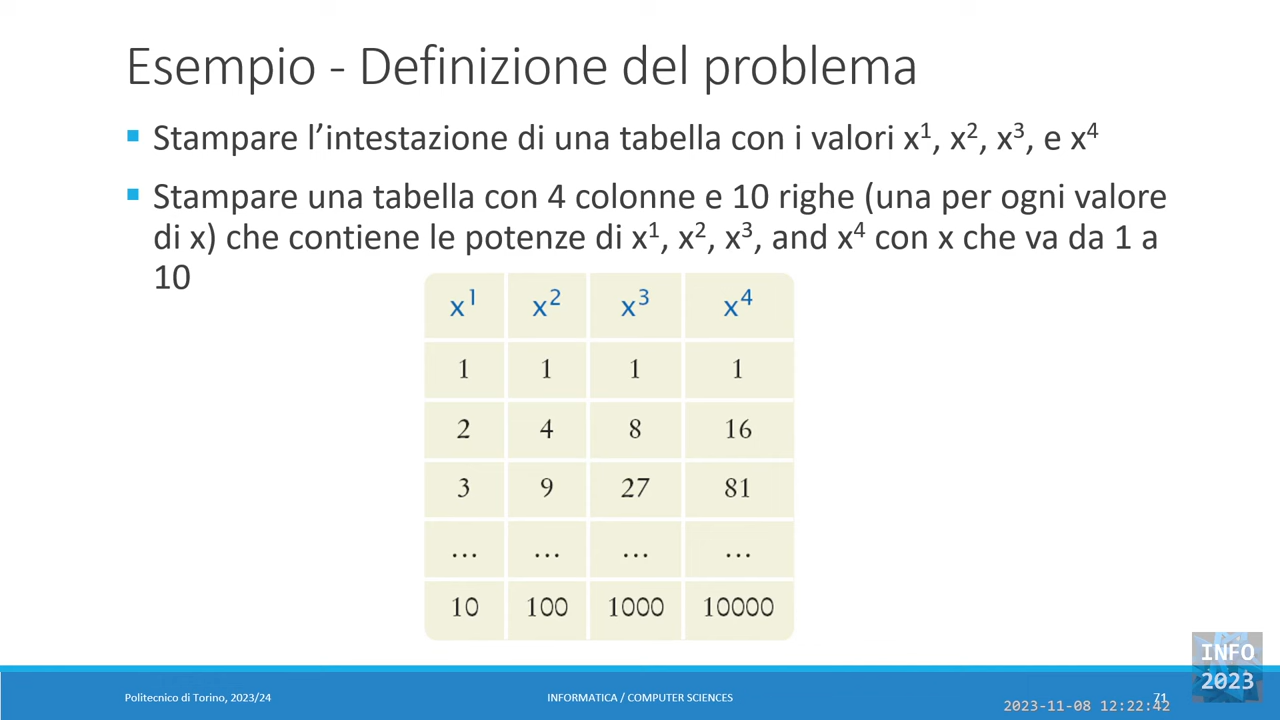 Esempio - Definizione del problema
▪ Stampare l’intestazione di una tabella con i valori x¹, x², x³, e x⁴
▪ Stampare una tabella con 4 colonne e 10 righe (una per ogni valore
di x) che contiene le potenze di x¹, x², x³, and x⁴ con x che va da 1 a
10
x¹ x² x³ x⁴
1 1 1 1
2 4 8 16
3 9 27 81
... ... ... ...
10 100 1000 10000
INFO
2023
Politecnico di Torino, 2023/24 INFORMATICA / COMPUTER SCIENCES 71
2023-11-08 12:22:42